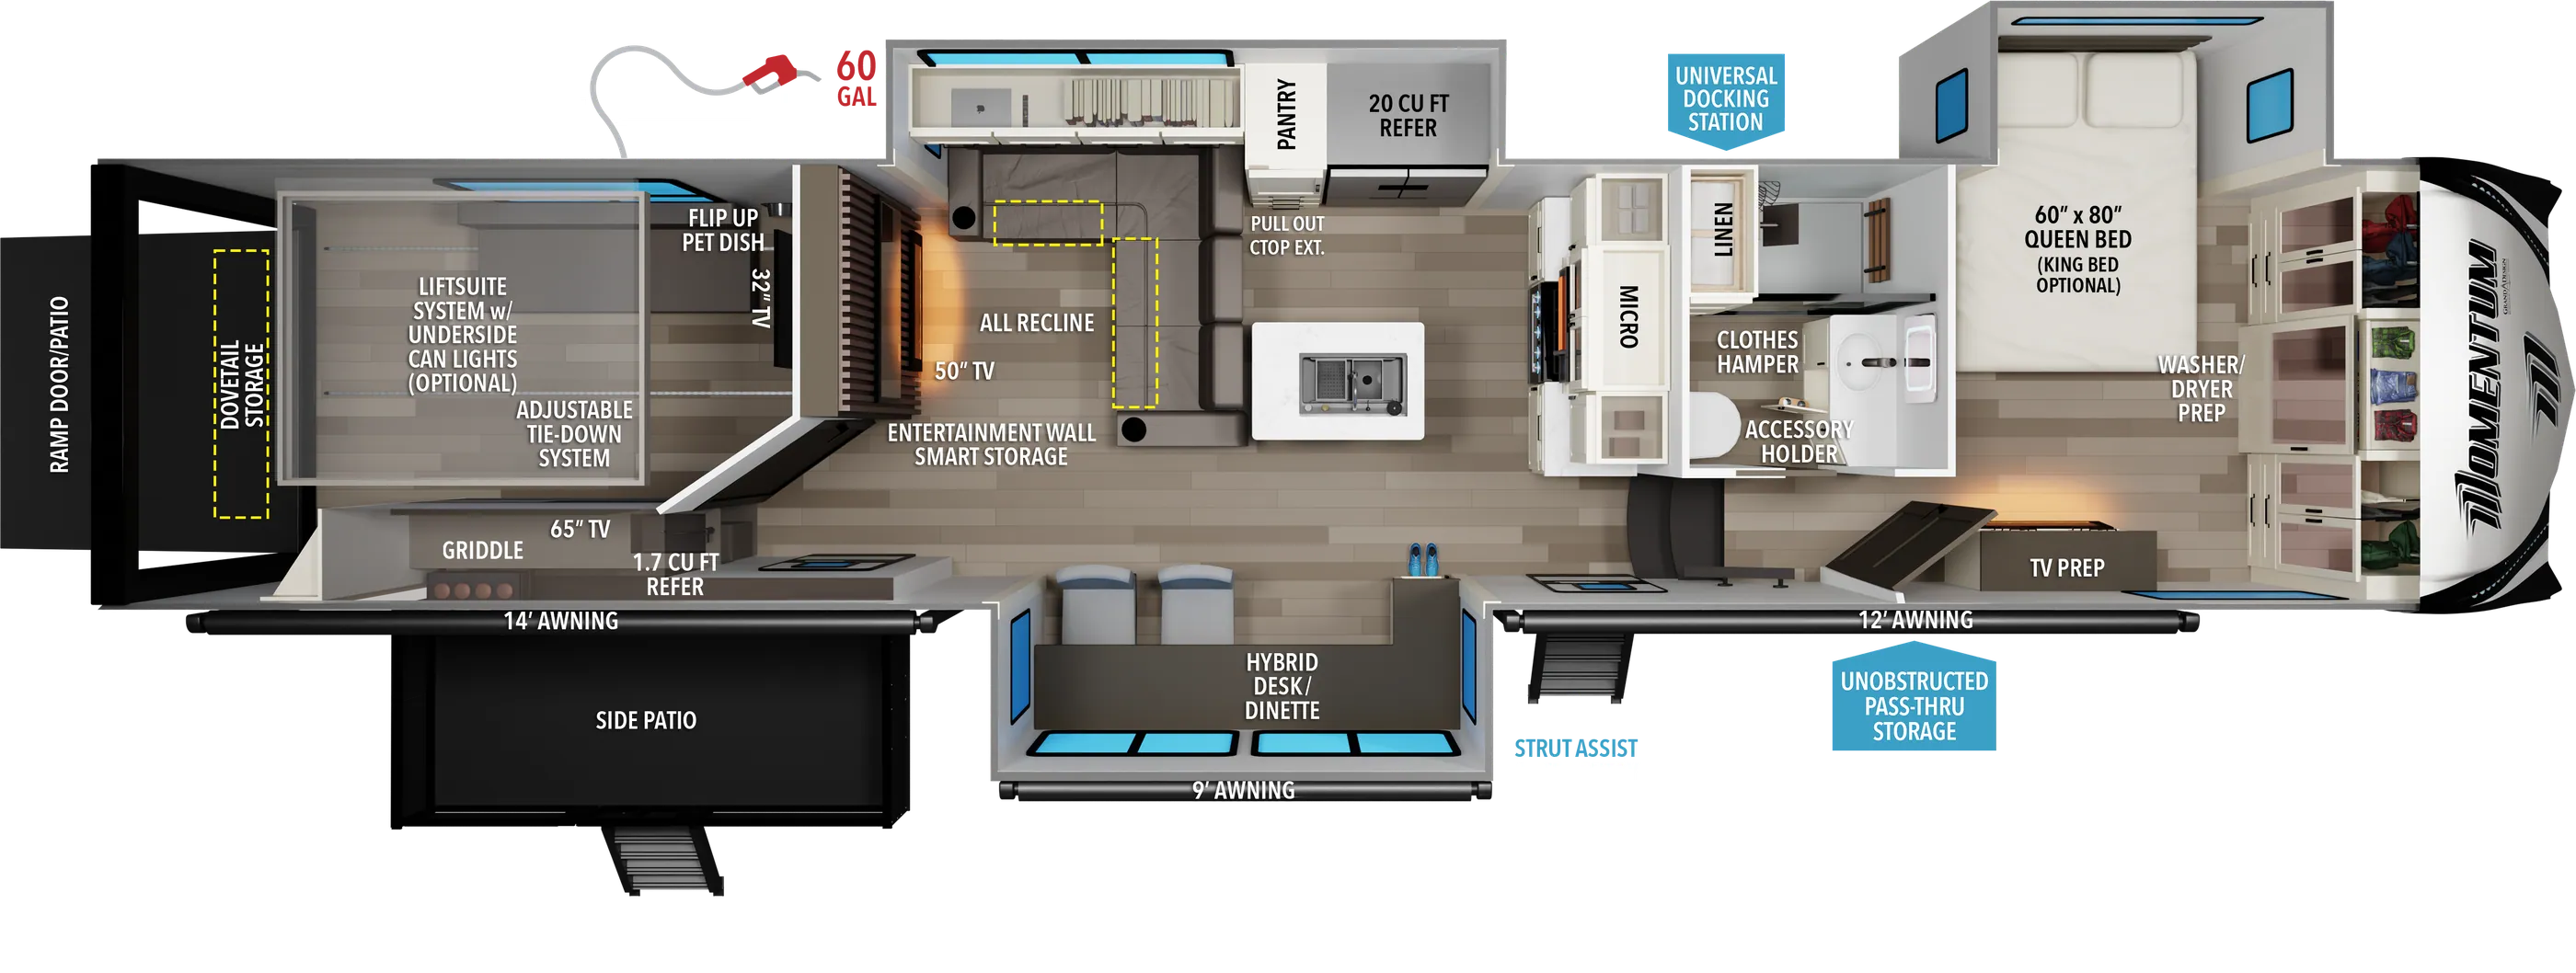 60
GAL
UNIVERSAL
DOCKING
STATION
PANTRY
20 CU FT
REFER
FLIP UP
PET DISH
32" TV
PULL OUT
CTOP EXT.
LINEN
60" x 80"
QUEEN BED
(KING BED
OPTIONAL)
RAMP DOOR/PATIO
DOVETAIL
STORAGE
LIFTSUITE
SYSTEM w/
UNDERSIDE
CAN LIGHTS
(OPTIONAL)
ADJUSTABLE
TIE-DOWN
SYSTEM
ALL RECLINE
50" TV
ENTERTAINMENT WALL
SMART STORAGE
MICRO
CLOTHES
HAMPER
ACCESSORY
HOLDER
WASHER/
DRYER
PREP
MOMENTUM
GRAND DESIGN
65" TV
GRIDDLE
1.7 CU FT
REFER
TV PREP
14' AWNING
12' AWNING
HYBRID
DESK/
DINETTE
SIDE PATIO
UNOBSTRUCTED
PASS-THRU
STORAGE
STRUT ASSIST
9' AWNING